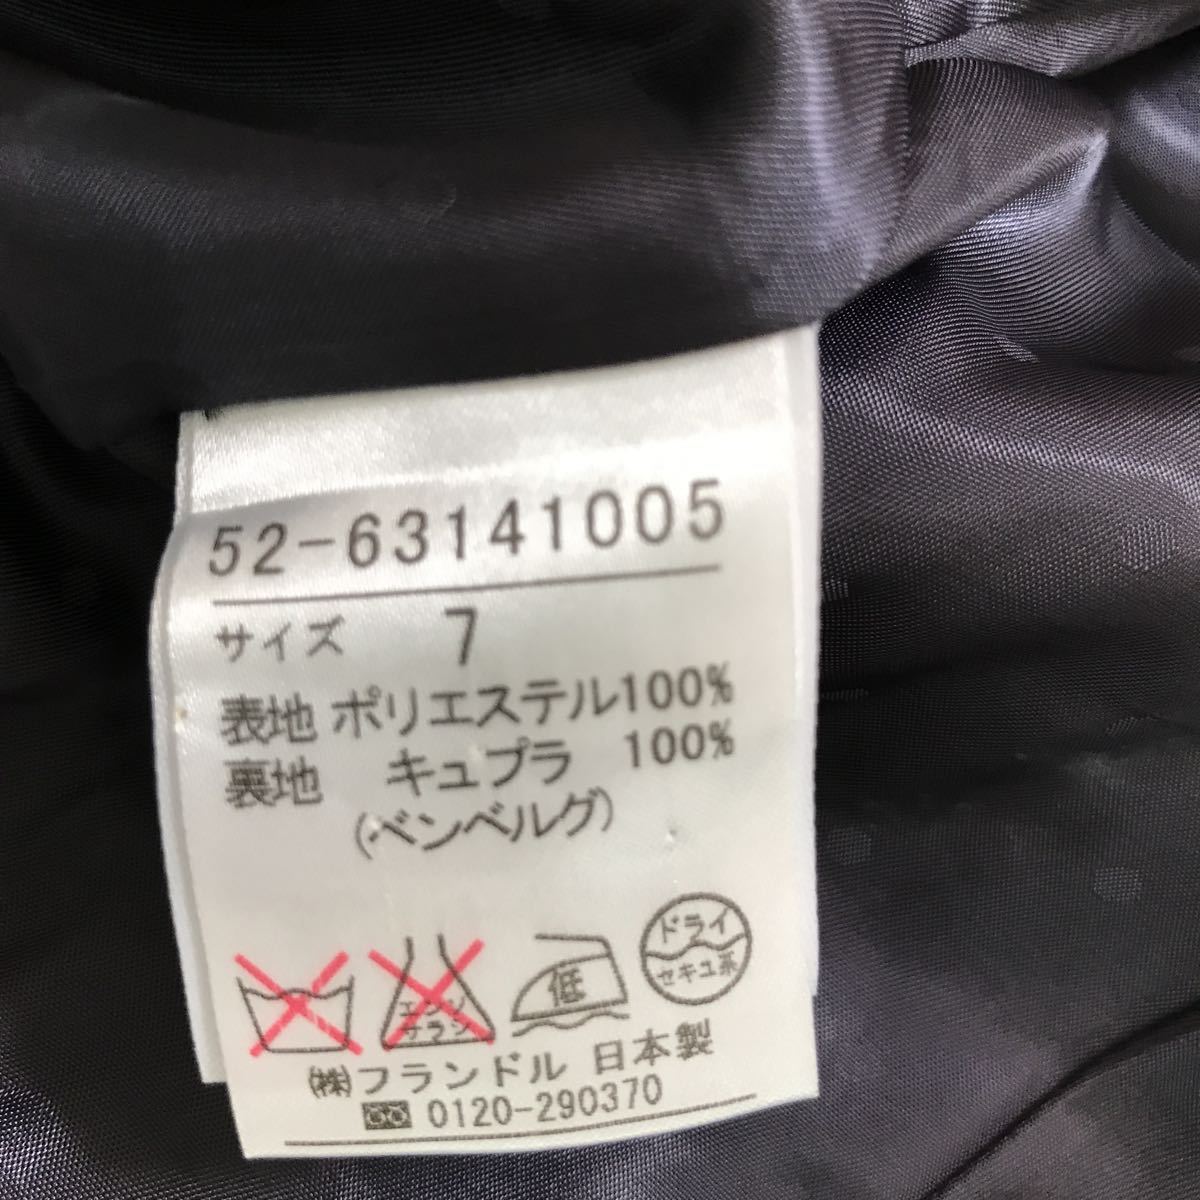 52-63141005
サイズ 7
表地 ポリエステル100%
裏地 キュプラ 100%
(ベンベルグ)
エンソ
サラシ
低
ドライ
セキユ系
㈱フランドル 日本製
0120-290370